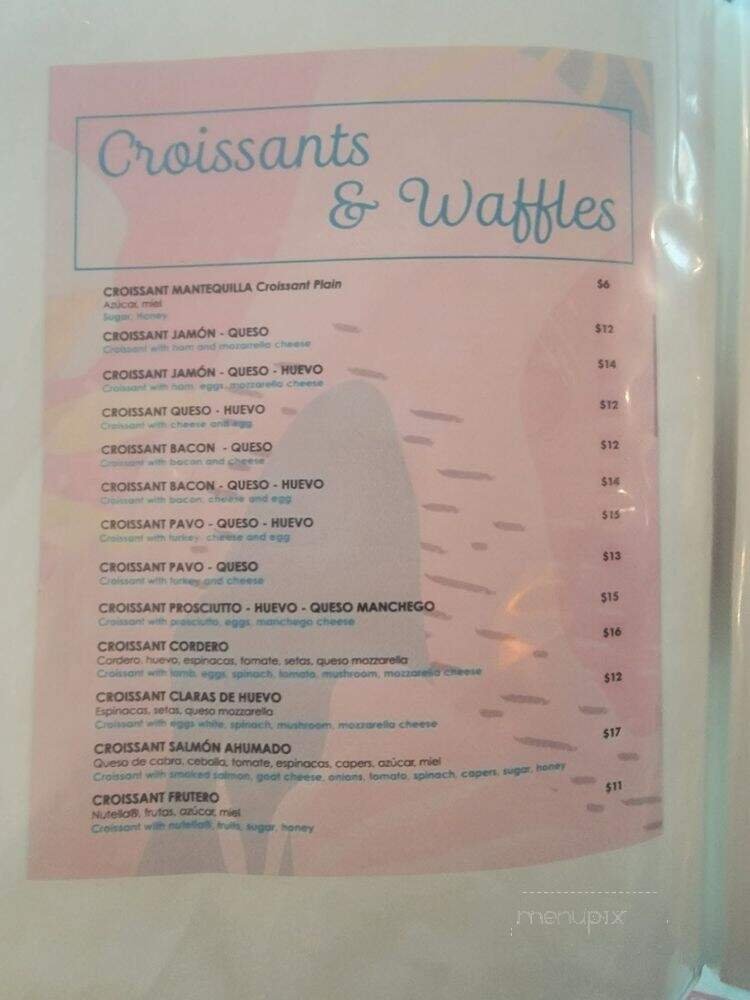 Croissants
& Waffles
CROISSANT MANTEQUILLA Croissant Plain $6
Azúcar, miel
Sugar, Honey
CROISSANT JAMÓN - QUESO $12
Croissant with ham and mozarrella cheese
CROISSANT JAMÓN - QUESO - HUEVO $14
Croissant with ham, eggs, mozzarella cheese
CROISSANT QUESO - HUEVO $12
Croissant with cheese and egg
CROISSANT BACON - QUESO $12
Croissant with bacon and cheese
CROISSANT BACON - QUESO - HUEVO $14
Croissant with bacon, cheese and egg
CROISSANT PAVO - QUESO - HUEVO $15
Croissant with turkey, cheese and egg
CROISSANT PAVO - QUESO $13
Croissant with turkey and cheese
CROISSANT PROSCIUTTO - HUEVO - QUESO MANCHEGO $15
Croissant with prosciutto, eggs, manchego cheese
CROISSANT CORDERO $16
Cordero, huevo, espinacas, tomate, setas, queso mozzarella
Croissant with lamb, eggs, spinach, tomato, mushroom, mozzarella cheese
CROISSANT CLARAS DE HUEVO $12
Espinacas, setas, queso mozzarella
Croissant with eggs white, spinach, mushroom, mozzarella cheese
CROISSANT SALMÓN AHUMADO $17
Queso de cabra, cebolla, tomate, espinacas, capers, azúcar, miel
Croissant with smoked salmon, goat cheese, onions, tomato, spinach, capers, sugar, honey
CROISSANT FRUTERO $11
Nutella®, frutas, azúcar, miel
Croissant with nutella®, fruits, sugar, honey
menupix